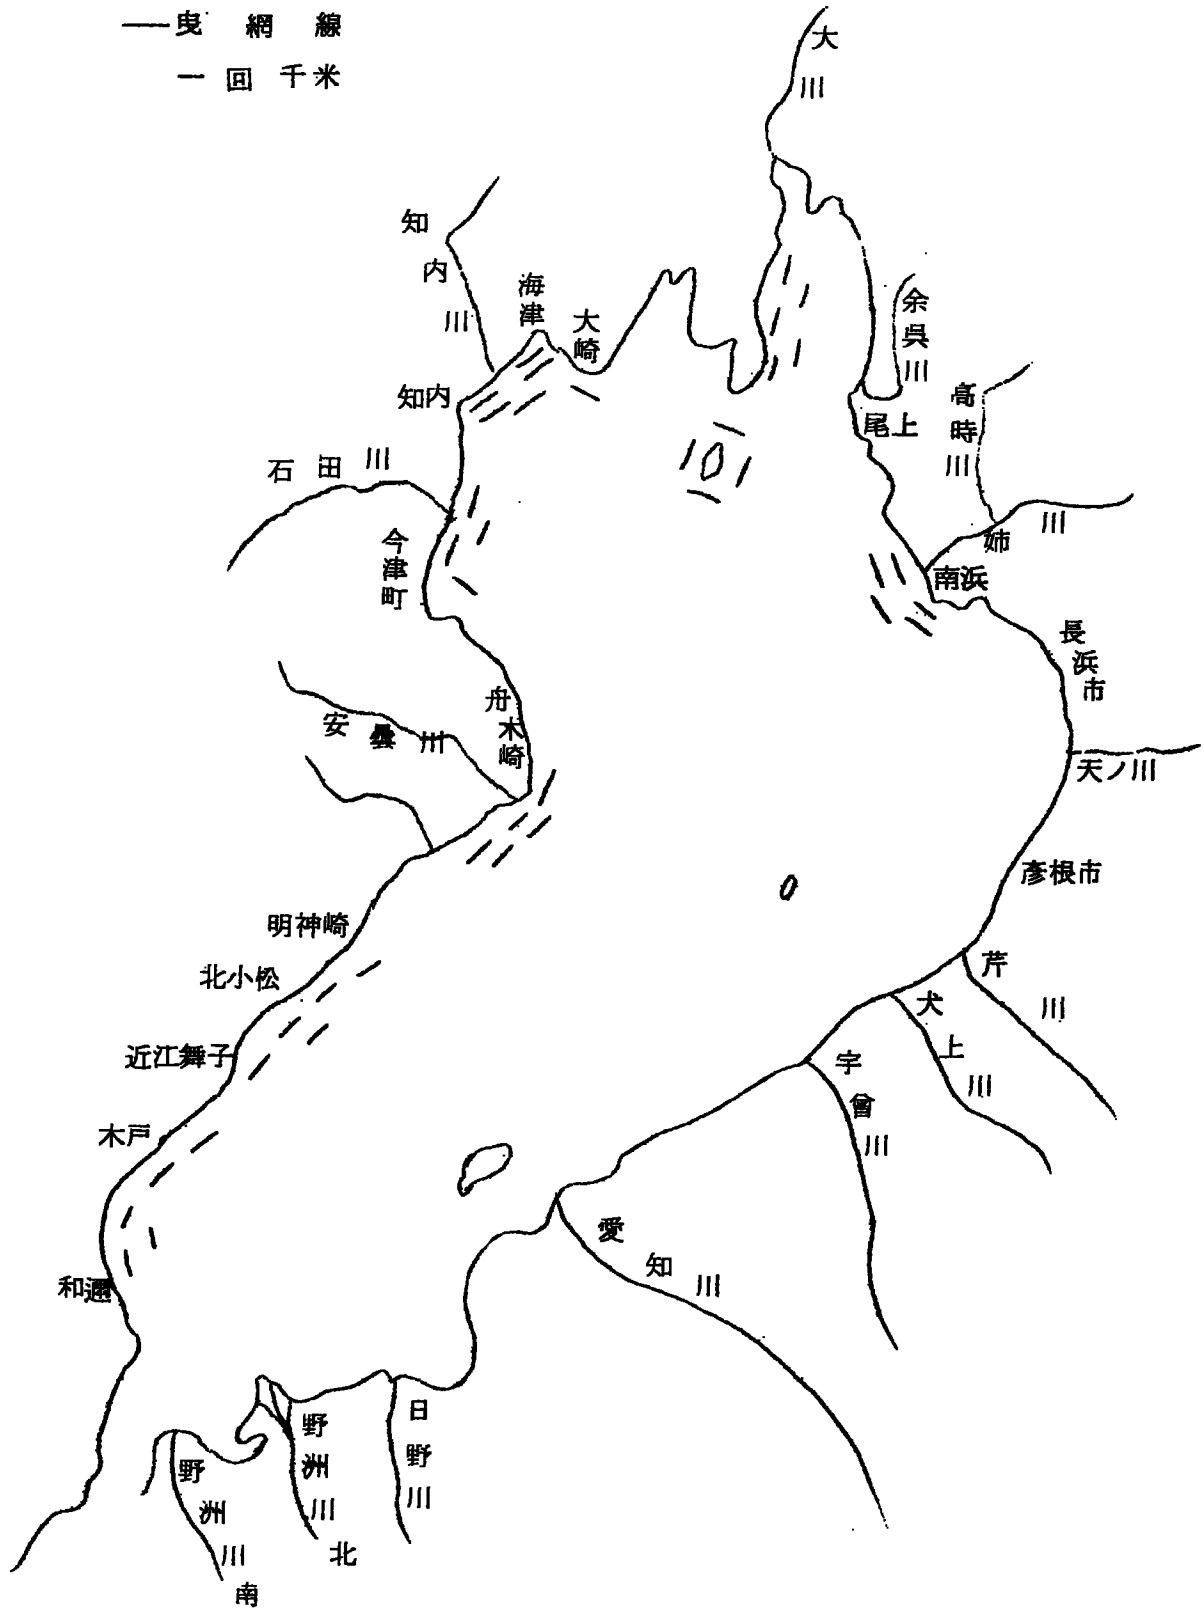 曳網線
一回千米
大川
知内川
海津
大崎
余呉川
知内
高時川
尾上
石田川
今津町
姉川
南浜
長浜市
舟木崎
安曇川
天ノ川
彦根市
明神崎
北小松
芹川
犬上川
近江舞子
宇曾川
木戸
愛知川
和邇
日野川
野洲川北
野洲川南